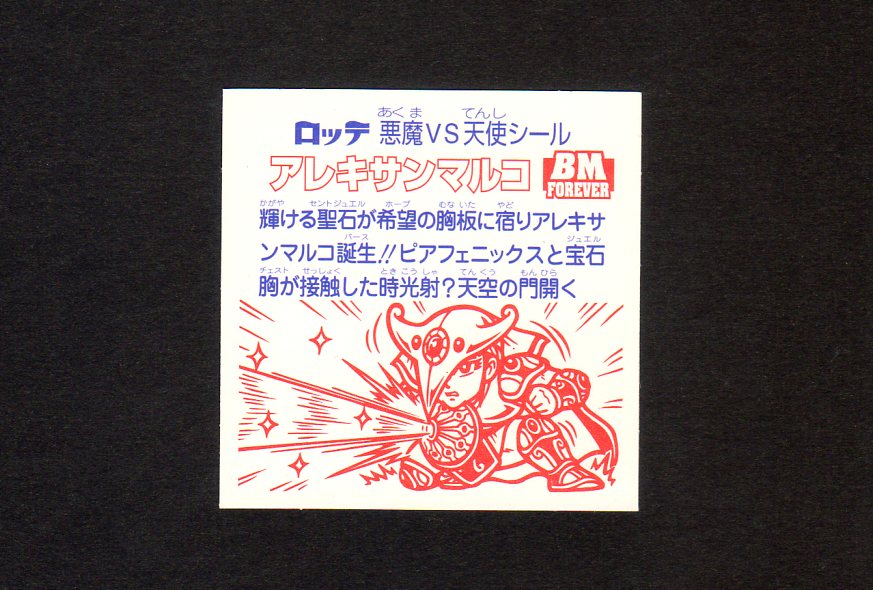 あくま てんし
ロッテ 悪魔VS天使シール
アレキサンマルコ BM FOREVER
かがや セントジュエル ホープ むないた やど
輝ける聖石が希望の胸板に宿りアレキサ
バース ジュエル
ンマルコ誕生!!ピアフェニックスと宝石
チェスト せっしょく ときこうしゃ てんくう もんひら
胸が接触した時光射?天空の門開く